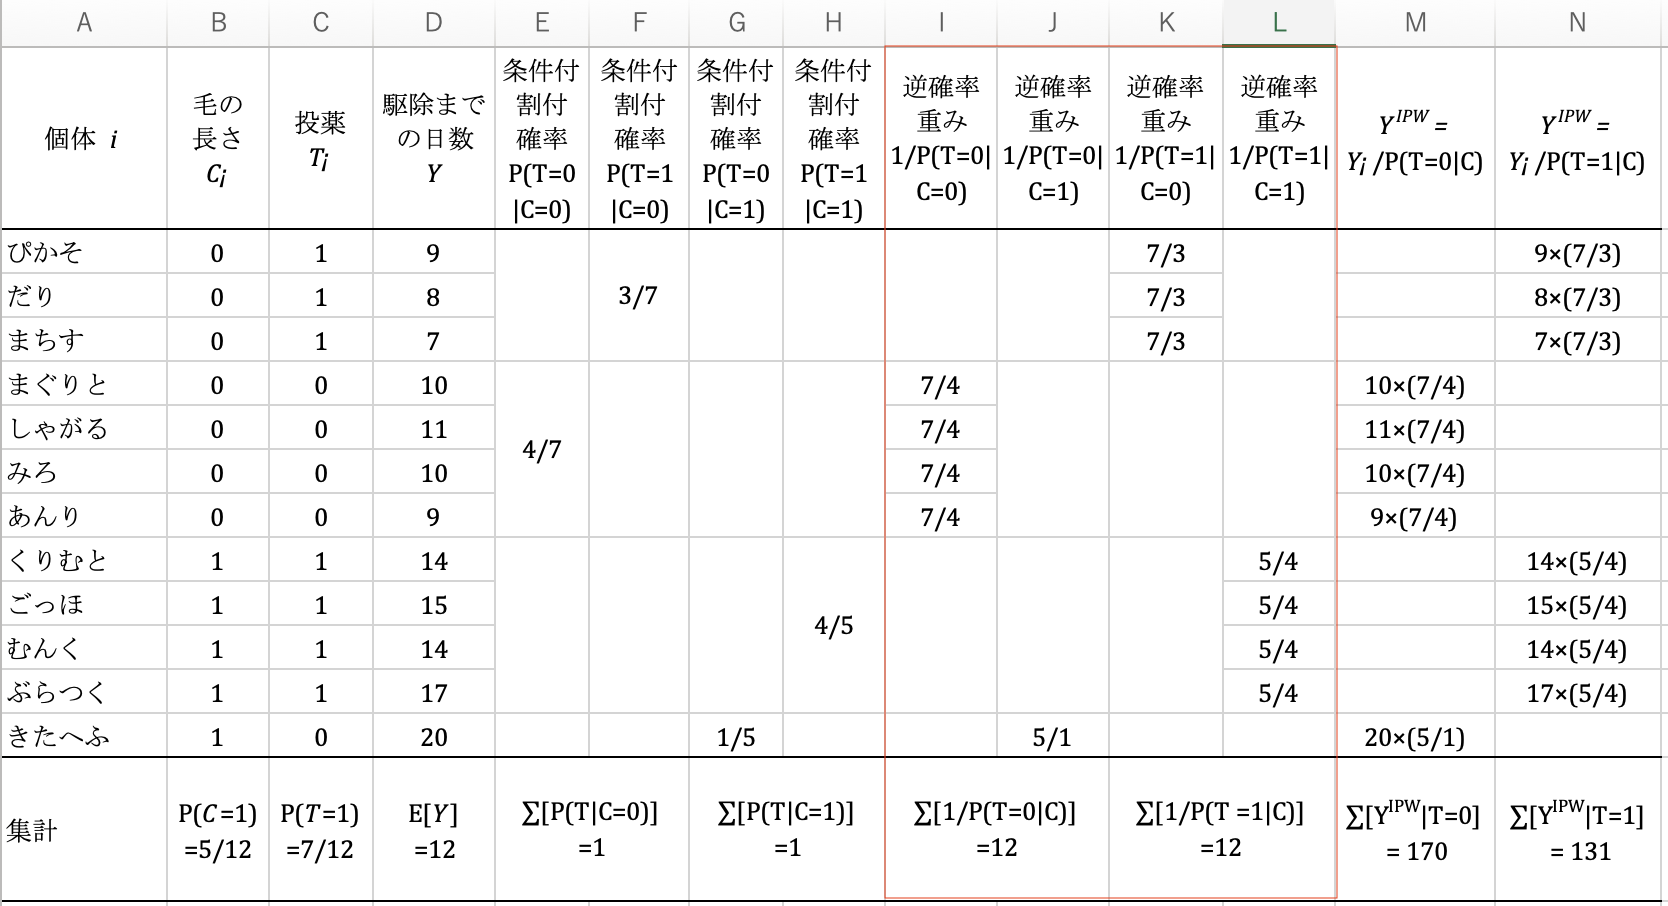 A B C D E F G H I J K L M N
個体 i 毛の長さ Ci 投薬 Ti 駆除までの日数 Y 条件付割付確率P(T=0|C=0) 条件付割付確率P(T=1|C=0) 条件付割付確率P(T=0|C=1) 条件付割付確率P(T=1|C=1) 逆確率重み1/P(T=0|C=0) 逆確率重み1/P(T=0|C=1) 逆確率重み1/P(T=1|C=0) 逆確率重み1/P(T=1|C=1) Y^IPW = Yi /P(T=0|C) Y^IPW = Yi /P(T=1|C)
ぴかそ 0 1 9 7/3 9×(7/3)
だり 0 1 8 3/7 7/3 8×(7/3)
まちす 0 1 7 7/3 7×(7/3)
まぐりと 0 0 10 7/4 10×(7/4)
しゃがる 0 0 11 4/7 7/4 11×(7/4)
みろ 0 0 10 7/4 10×(7/4)
あんり 0 0 9 7/4 9×(7/4)
くりむと 1 1 14 5/4 14×(5/4)
ごっほ 1 1 15 4/5 5/4 15×(5/4)
むんく 1 1 14 5/4 14×(5/4)
ぶらつく 1 1 17 5/4 17×(5/4)
きたへふ 1 0 20 1/5 5/1 20×(5/1)
集計 P(C=1)=5/12 P(T=1)=7/12 E[Y]=12 ∑[P(T|C=0)]=1 ∑[P(T|C=1)]=1 ∑[1/P(T=0|C)]=12 ∑[1/P(T =1|C)]=12 ∑[Y^IPW|T=0]= 170 ∑[Y^IPW|T=1]= 131